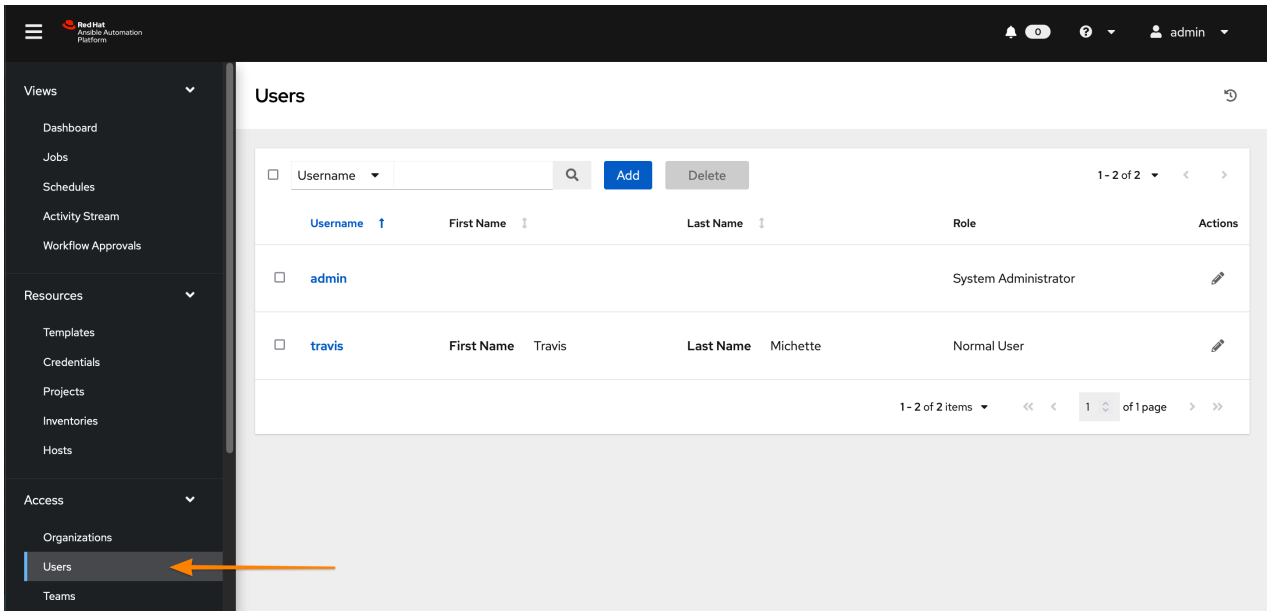 Red Hat
Ansible Automation
Platform
0
admin
Views
Dashboard
Jobs
Schedules
Activity Stream
Workflow Approvals
Resources
Templates
Credentials
Projects
Inventories
Hosts
Access
Organizations
Users
Teams
Users
Username Add Delete 1 - 2 of 2
Username First Name Last Name Role Actions
admin System Administrator
travis First Name Travis Last Name Michette Normal User
1 - 2 of 2 items 1 of 1 page